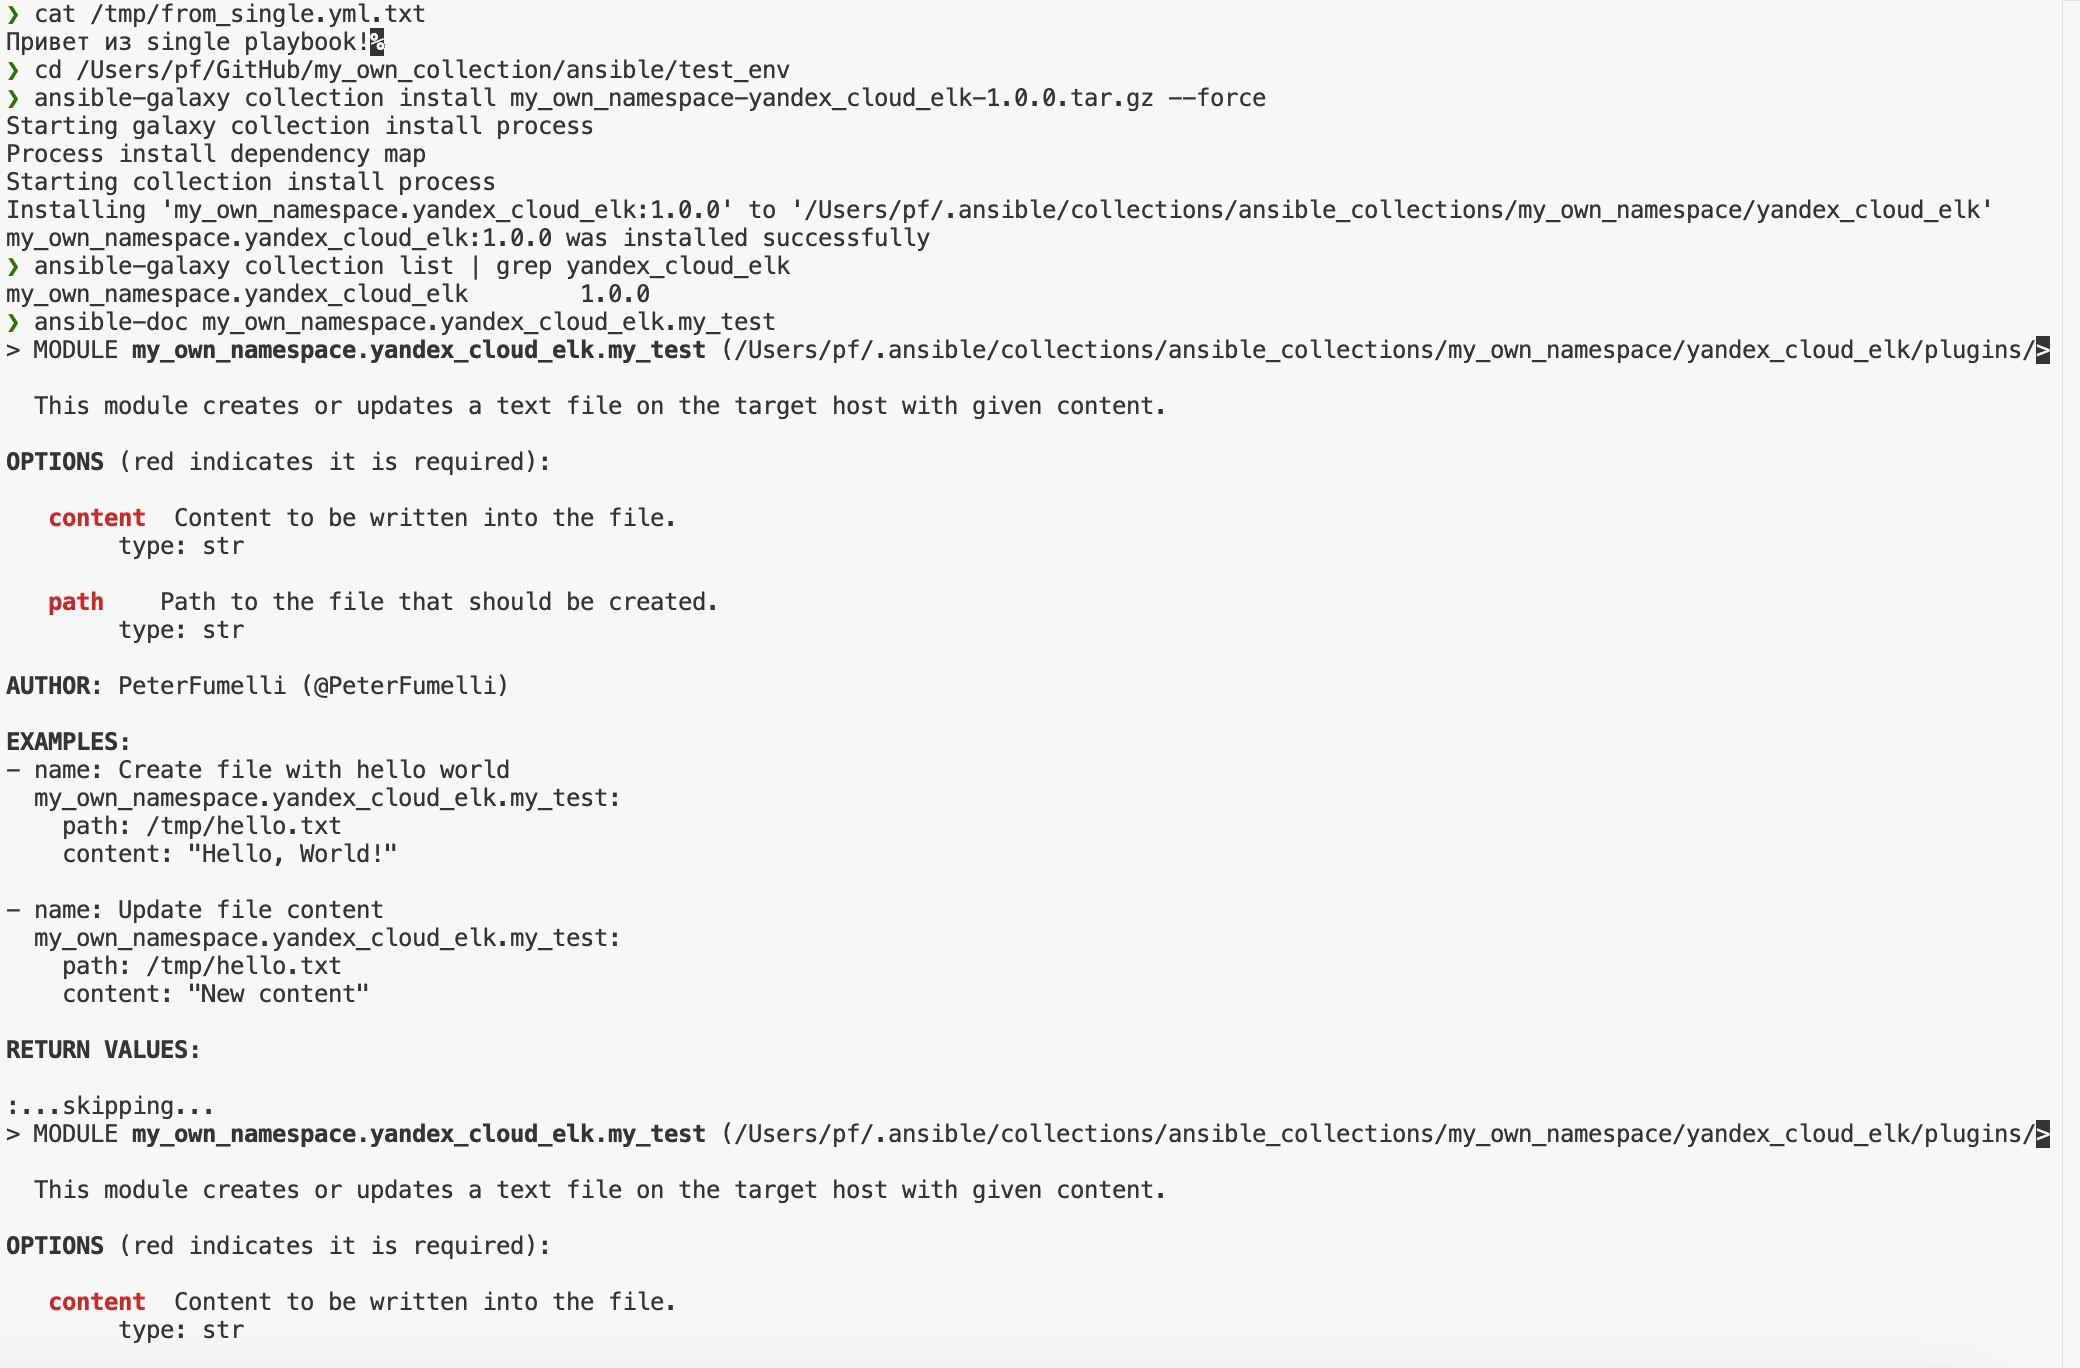 ❯ cat /tmp/from_single.yml.txt
Привет из single playbook!%
❯ cd /Users/pf/GitHub/my_own_collection/ansible/test_env
❯ ansible-galaxy collection install my_own_namespace-yandex_cloud_elk-1.0.0.tar.gz --force
Starting galaxy collection install process
Process install dependency map
Starting collection install process
Installing 'my_own_namespace.yandex_cloud_elk:1.0.0' to '/Users/pf/.ansible/collections/ansible_collections/my_own_namespace/yandex_cloud_elk'
my_own_namespace.yandex_cloud_elk:1.0.0 was installed successfully
❯ ansible-galaxy collection list | grep yandex_cloud_elk
my_own_namespace.yandex_cloud_elk        1.0.0
❯ ansible-doc my_own_namespace.yandex_cloud_elk.my_test
> MODULE my_own_namespace.yandex_cloud_elk.my_test (/Users/pf/.ansible/collections/ansible_collections/my_own_namespace/yandex_cloud_elk/plugins/>
  This module creates or updates a text file on the target host with given content.
OPTIONS (red indicates it is required):
   content  Content to be written into the file.
        type: str
   path    Path to the file that should be created.
        type: str
AUTHOR: PeterFumelli (@PeterFumelli)
EXAMPLES:
- name: Create file with hello world
  my_own_namespace.yandex_cloud_elk.my_test:
    path: /tmp/hello.txt
    content: "Hello, World!"
- name: Update file content
  my_own_namespace.yandex_cloud_elk.my_test:
    path: /tmp/hello.txt
    content: "New content"
RETURN VALUES:
:...skipping...
> MODULE my_own_namespace.yandex_cloud_elk.my_test (/Users/pf/.ansible/collections/ansible_collections/my_own_namespace/yandex_cloud_elk/plugins/>
  This module creates or updates a text file on the target host with given content.
OPTIONS (red indicates it is required):
   content  Content to be written into the file.
        type: str